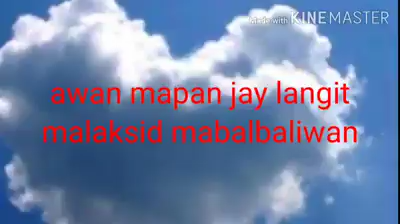 Made with KINEMASTER
awan mapan jay langit
malaksid mabalbaliwan